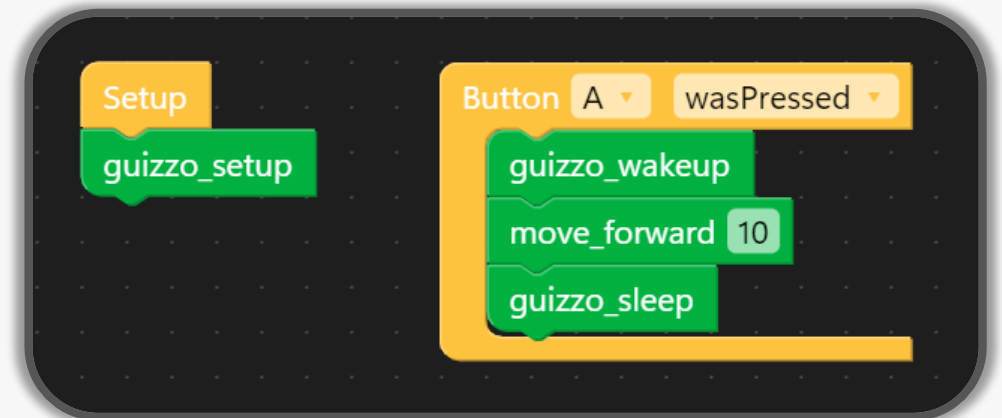 Setup
guizzo_setup
Button A wasPressed
guizzo_wakeup
move_forward 10
guizzo_sleep